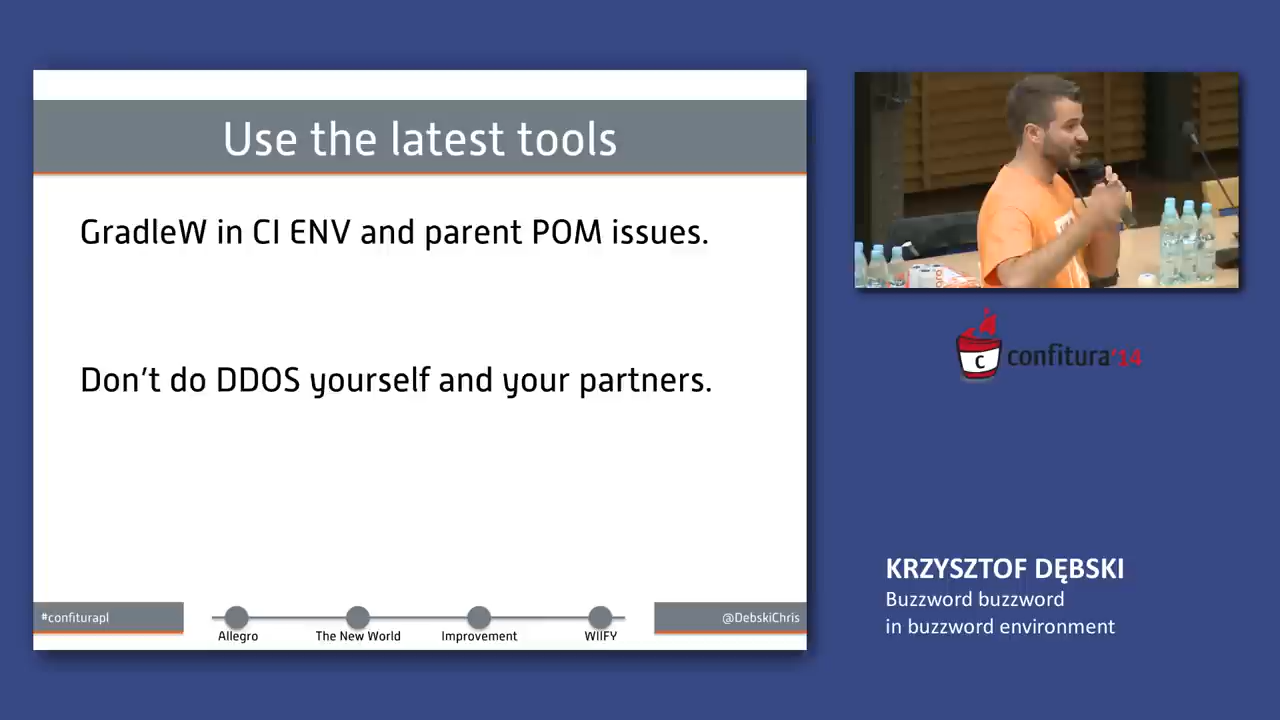 Use the latest tools
GradleW in CI ENV and parent POM issues.
Don't do DDOS yourself and your partners.
#confiturapl
Allegro
The New World
Improvement
WIIFY
@DebskiChris
C
confitura'14
KRZYSZTOF DĘBSKI
Buzzword buzzword
in buzzword environment